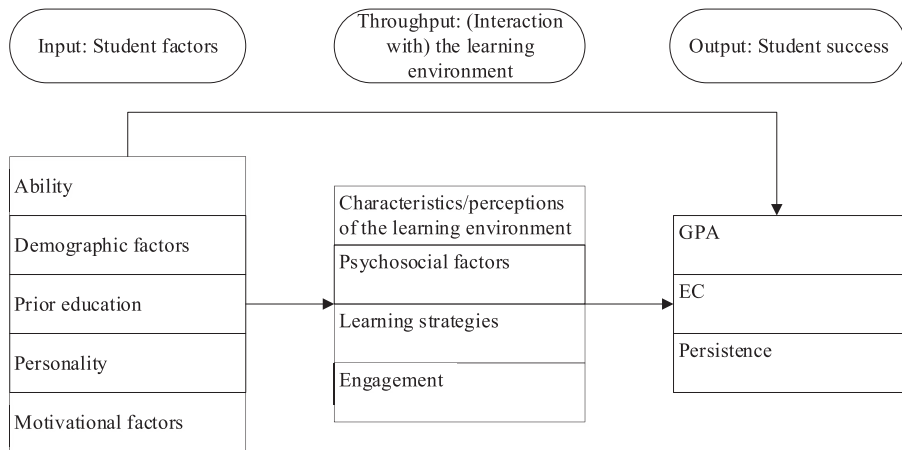 Input: Student factors
Throughput: (Interaction
with) the learning
environment
Output: Student success
Ability
Demographic factors
Prior education
Personality
Motivational factors
Characteristics/perceptions
of the learning environment
Psychosocial factors
Learning strategies
Engagement
GPA
EC
Persistence